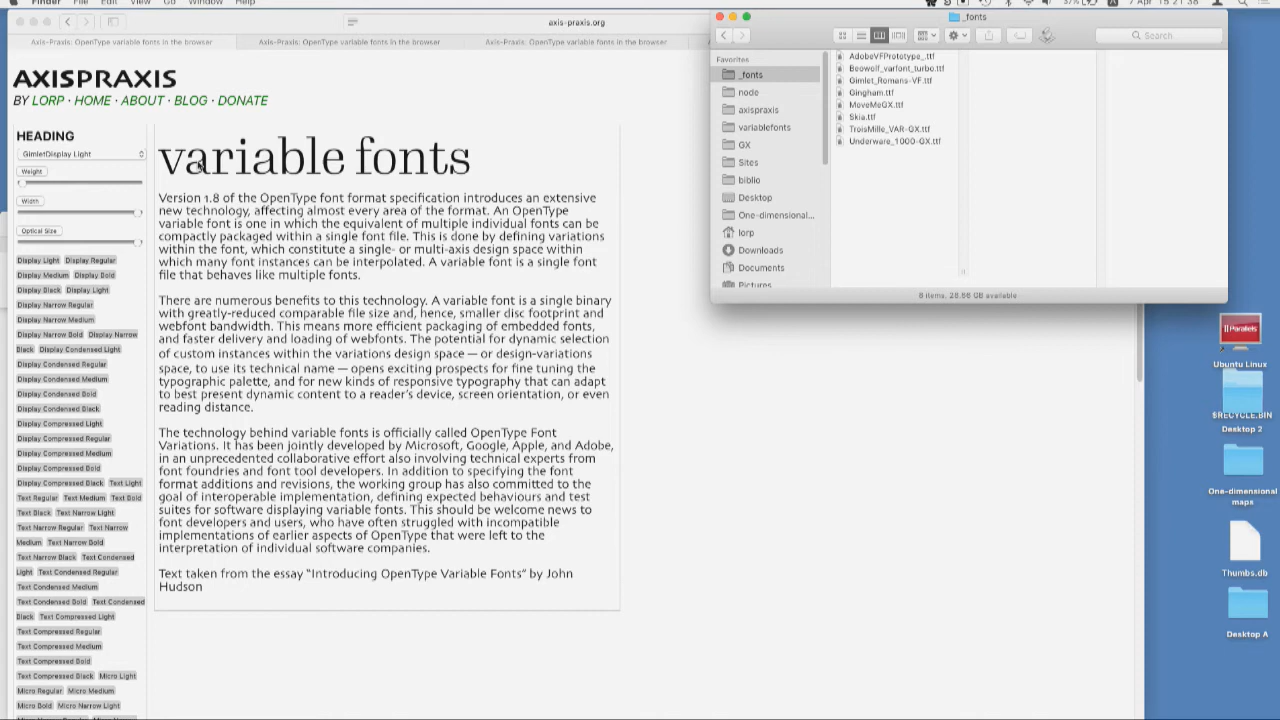 Finder File Edit View Go Window Help
37%
7 Apr 15:21:38
axis-praxis.org
Axis-Praxis: OpenType variable fonts in the browser
Axis-Praxis: OpenType variable fonts in the browser
Axis-Praxis: OpenType variable fonts in the browser
AXISPRAXIS
BY LORP · HOME · ABOUT · BLOG · DONATE
HEADING
GimletDisplay Light
Weight
Width
Optical Size
Display Light Display Regular
Display Medium Display Bold
Display Black Display Light
Display Narrow Regular
Display Narrow Medium
Display Narrow Bold Display Narrow
Black Display Condensed Light
Display Condensed Regular
Display Condensed Medium
Display Condensed Bold
Display Condensed Black
Display Compressed Light
Display Compressed Regular
Display Compressed Medium
Display Compressed Bold
Display Compressed Black Text Light
Text Regular Text Medium Text Bold
Text Black Text Narrow Light
Text Narrow Regular Text Narrow
Medium Text Narrow Bold
Text Narrow Black Text Condensed
Light Text Condensed Regular
Text Condensed Medium
Text Condensed Bold Text Condensed
Black Text Compressed Light
Text Compressed Regular
Text Compressed Medium
Text Compressed Bold
Text Compressed Black Micro Light
Micro Regular Micro Medium
Micro Bold Micro Narrow Light
variable fonts
Version 1.8 of the OpenType font format specification introduces an extensive
new technology, affecting almost every area of the format. An OpenType
variable font is one in which the equivalent of multiple individual fonts can be
compactly packaged within a single font file. This is done by defining variations
within the font, which constitute a single- or multi-axis design space within
which many font instances can be interpolated. A variable font is a single font
file that behaves like multiple fonts.
There are numerous benefits to this technology. A variable font is a single binary
with greatly-reduced comparable file size and, hence, smaller disc footprint and
webfont bandwidth. This means more efficient packaging of embedded fonts,
and faster delivery and loading of webfonts. The potential for dynamic selection
of custom instances within the variations design space — or design-variations
space, to use its technical name — opens exciting prospects for fine tuning the
typographic palette, and for new kinds of responsive typography that can adapt
to best present dynamic content to a reader's device, screen orientation, or even
reading distance.
The technology behind variable fonts is officially called OpenType Font
Variations. It has been jointly developed by Microsoft, Google, Apple, and Adobe,
in an unprecedented collaborative effort also involving technical experts from
font foundries and font tool developers. In addition to specifying the font
format additions and revisions, the working group has also committed to the
goal of interoperable implementation, defining expected behaviours and test
suites for software displaying variable fonts. This should be welcome news to
font developers and users, who have often struggled with incompatible
implementations of earlier aspects of OpenType that were left to the
interpretation of individual software companies.
Text taken from the essay "Introducing OpenType Variable Fonts" by John
Hudson
_fonts
Search
Favorites
_fonts
node
axispraxis
variablefonts
GX
Sites
biblio
Desktop
One-dimensional...
lorp
Downloads
Documents
Pictures
AdobeVFPrototype_.ttf
Beowolf_varfont_turbo.ttf
Gimlet_Romans-VF.ttf
Gingham.ttf
MoveMeGX.ttf
Skia.ttf
TroisMille_VAR-GX.ttf
Underware_1000-GX.ttf
8 items, 28.66 GB available
|| Parallels
Ubuntu Linux
$RECYCLE.BIN
Desktop 2
One-dimensional
maps
Thumbs.db
Desktop A